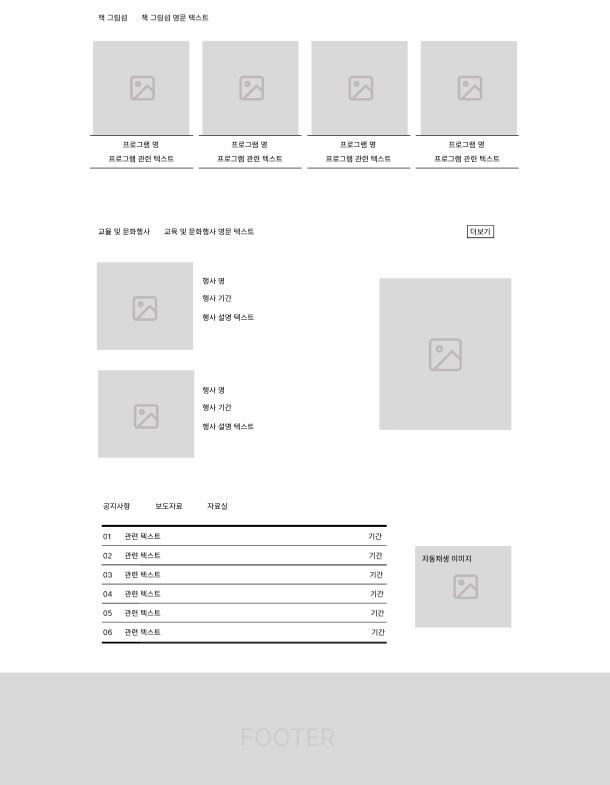 책 그림섬 책 그림섬 영문 텍스트
프로그램 명 프로그램 명 프로그램 명 프로그램 명
프로그램 관련 텍스트 프로그램 관련 텍스트 프로그램 관련 텍스트 프로그램 관련 텍스트
교율 및 문화행사 교육 및 문화행사 영문 텍스트 더보기
행사 명
행사 기간
행사 설명 텍스트
행사 명
행사 기간
행사 설명 텍스트
공지사항 보도자료 자료실
01 관련 텍스트 기간
02 관련 텍스트 기간
03 관련 텍스트 기간
04 관련 텍스트 기간
05 관련 텍스트 기간
06 관련 텍스트 기간
자동재생 이미지
FOOTER